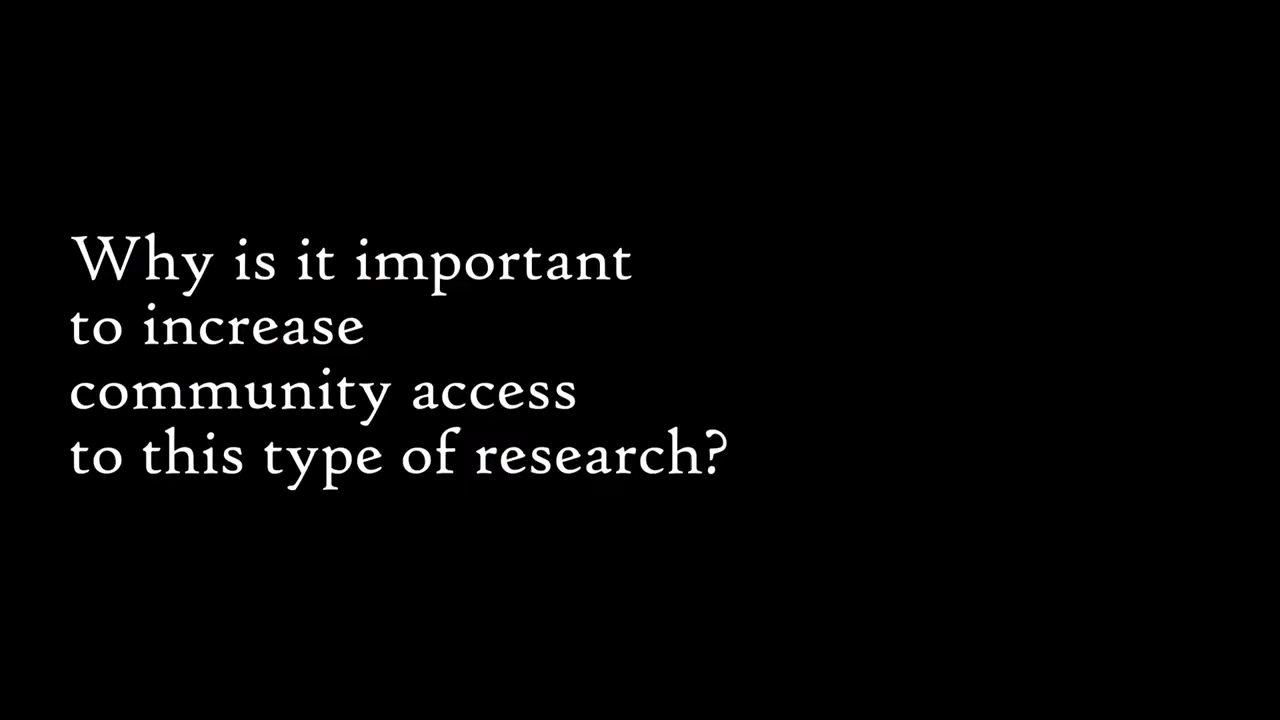 Why is it important
to increase
community access
to this type of research?